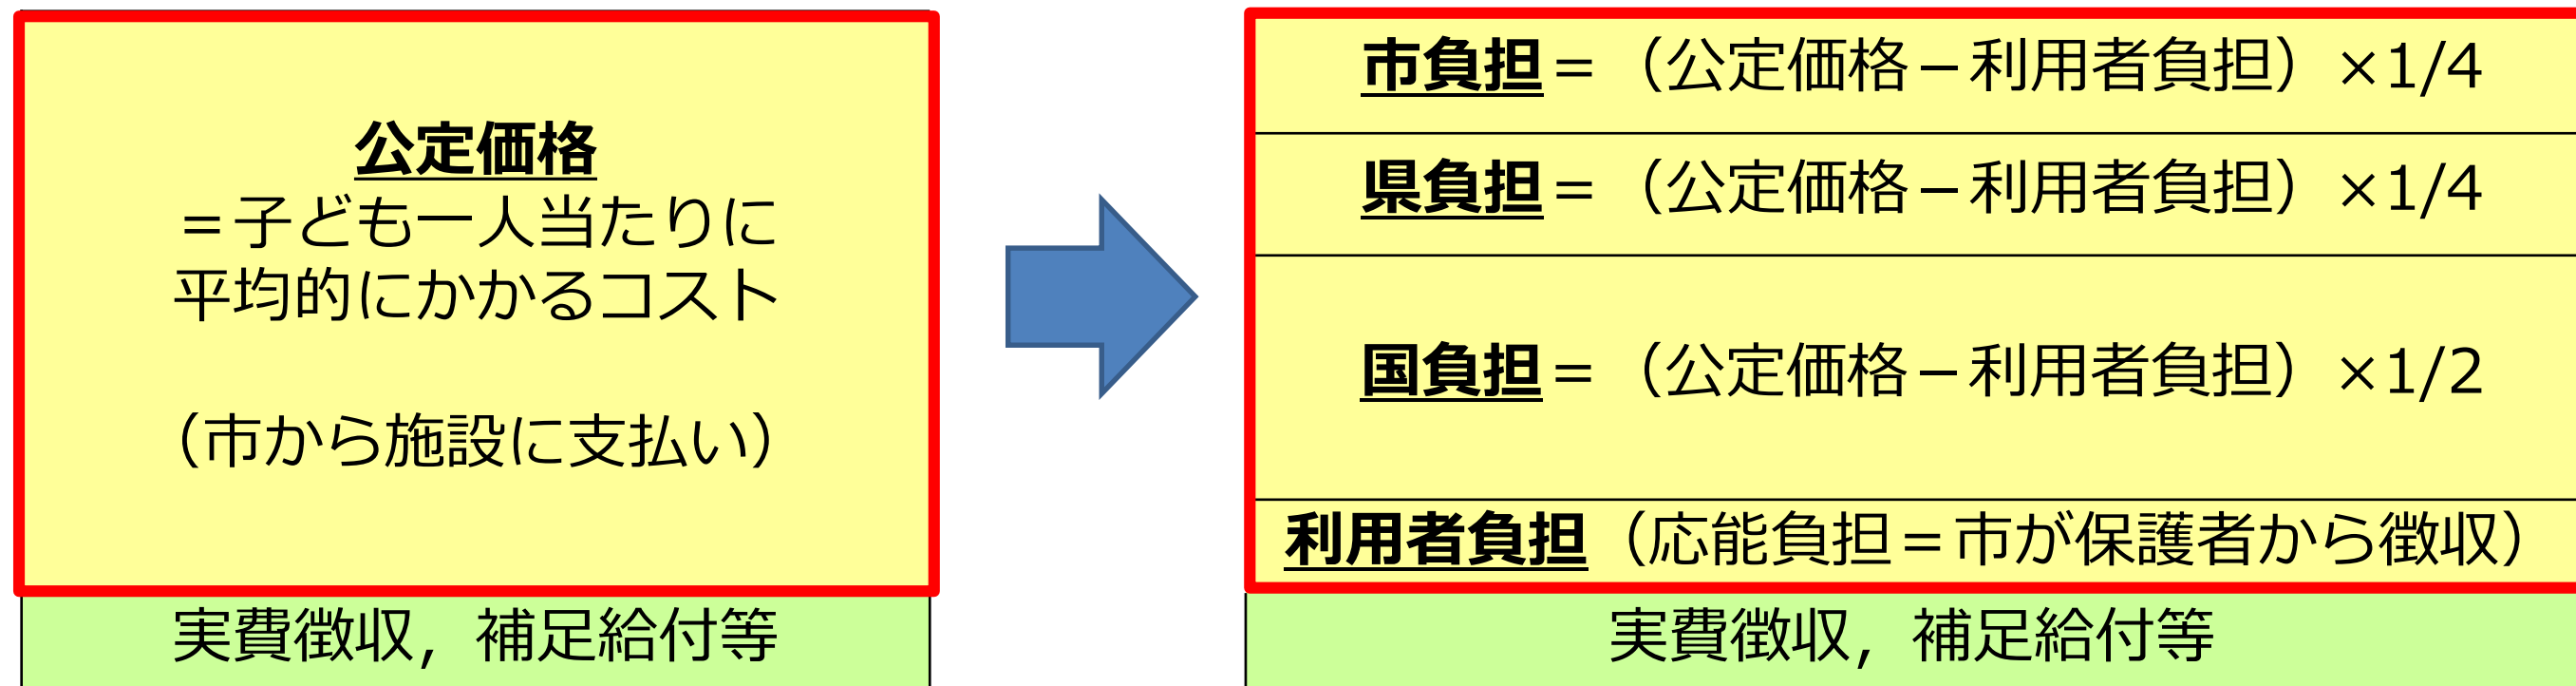 公定価格
＝子ども一人当たりに
平均的にかかるコスト
（市から施設に支払い）
実費徴収，補足給付等
市負担＝（公定価格－利用者負担）×1/4
県負担＝（公定価格－利用者負担）×1/4
国負担＝（公定価格－利用者負担）×1/2
利用者負担（応能負担＝市が保護者から徴収）
実費徴収，補足給付等